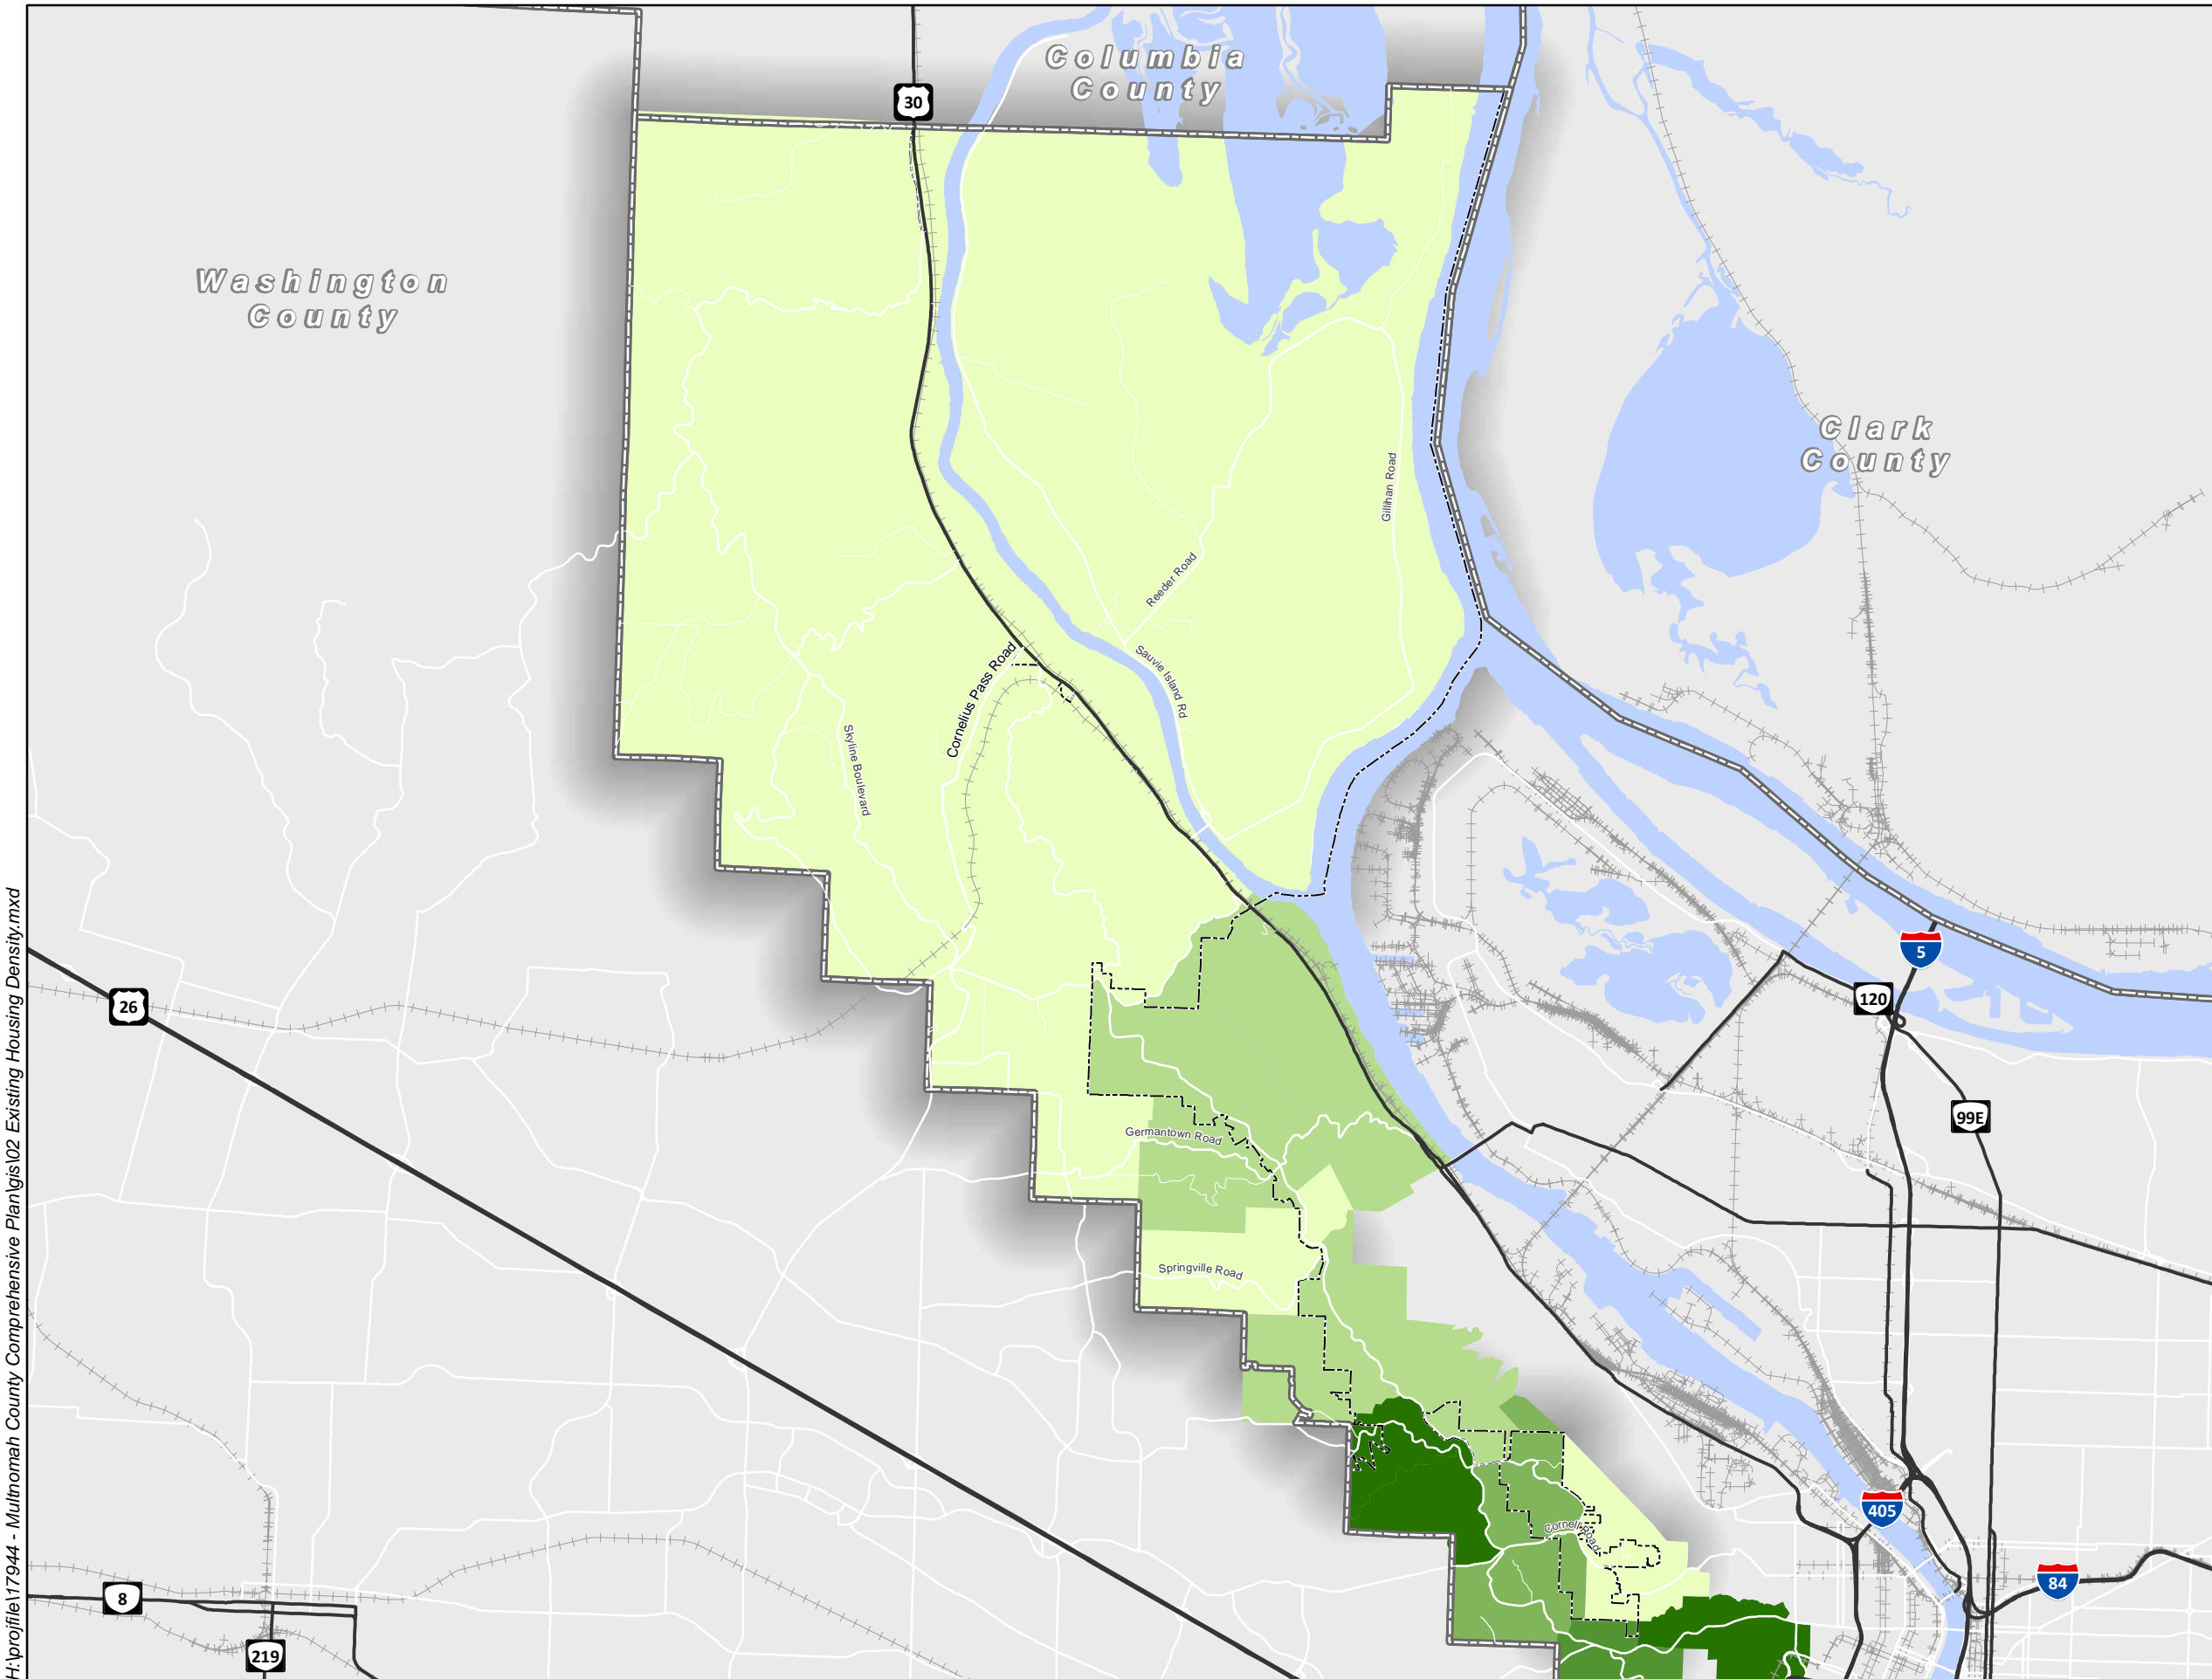 Columbia
County
30
Washington
County
Clark
County
Gillihan Road
Reeder Road
Sauvie Island Rd
Cornelius Pass Road
Skyline Boulevard
5
120
26
99E
Germantown Road
Springville Road
405
Cornell Road
84
8
219
H:\projfile\17944 - Multnomah County Comprehensive Plan\gis\02 Existing Housing Density.mxd